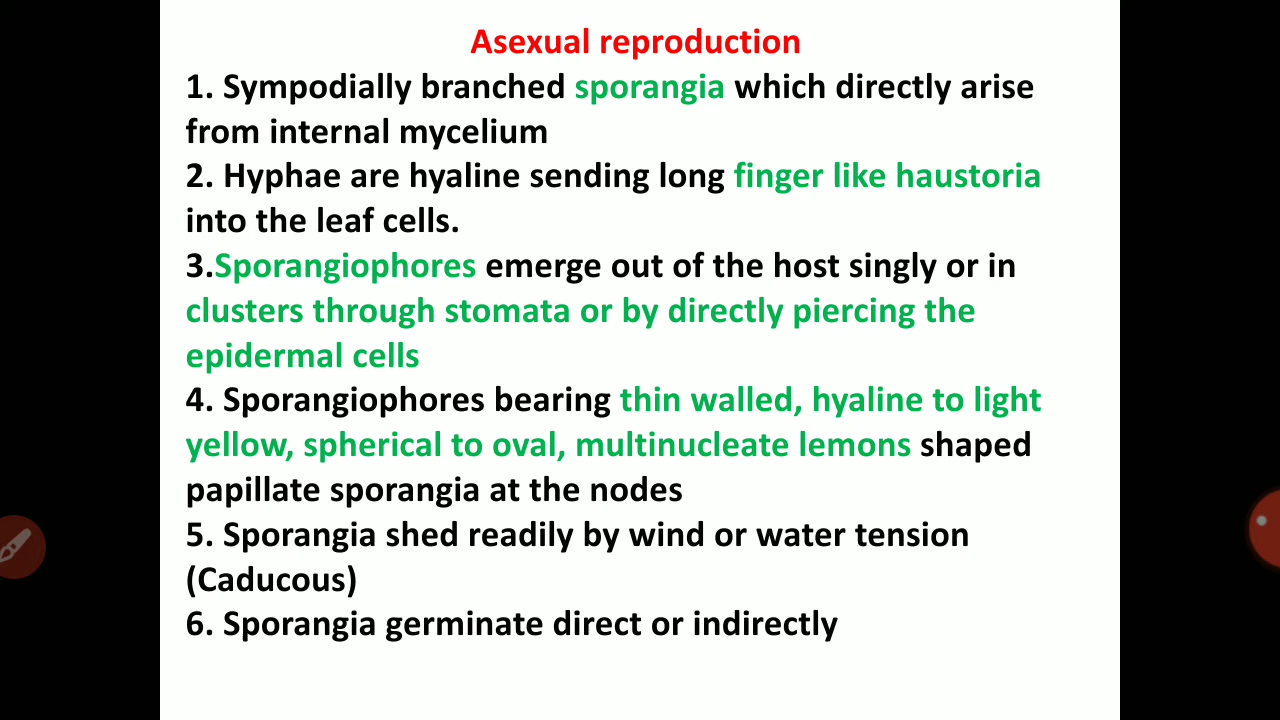 Asexual reproduction
1. Sympodially branched sporangia which directly arise
from internal mycelium
2. Hyphae are hyaline sending long finger like haustoria
into the leaf cells.
3.Sporangiophores emerge out of the host singly or in
clusters through stomata or by directly piercing the
epidermal cells
4. Sporangiophores bearing thin walled, hyaline to light
yellow, spherical to oval, multinucleate lemons shaped
papillate sporangia at the nodes
5. Sporangia shed readily by wind or water tension
(Caducous)
6. Sporangia germinate direct or indirectly